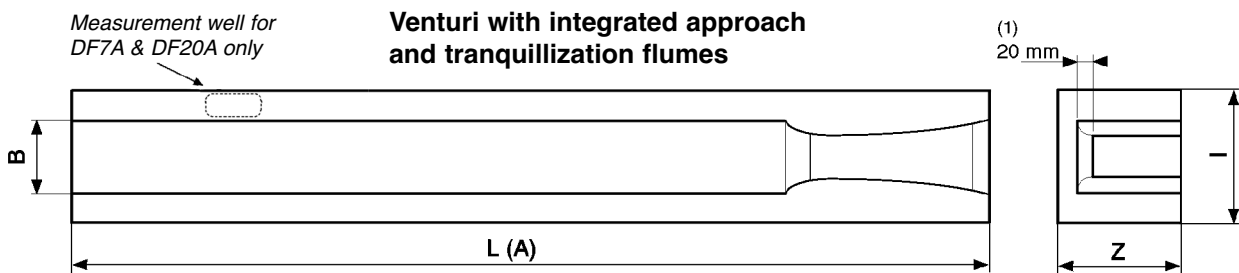 Measurement well for
DF7A & DF20A only
Venturi with integrated approach
and tranquillization flumes
(1)
20 mm
B
I
L (A)
Z